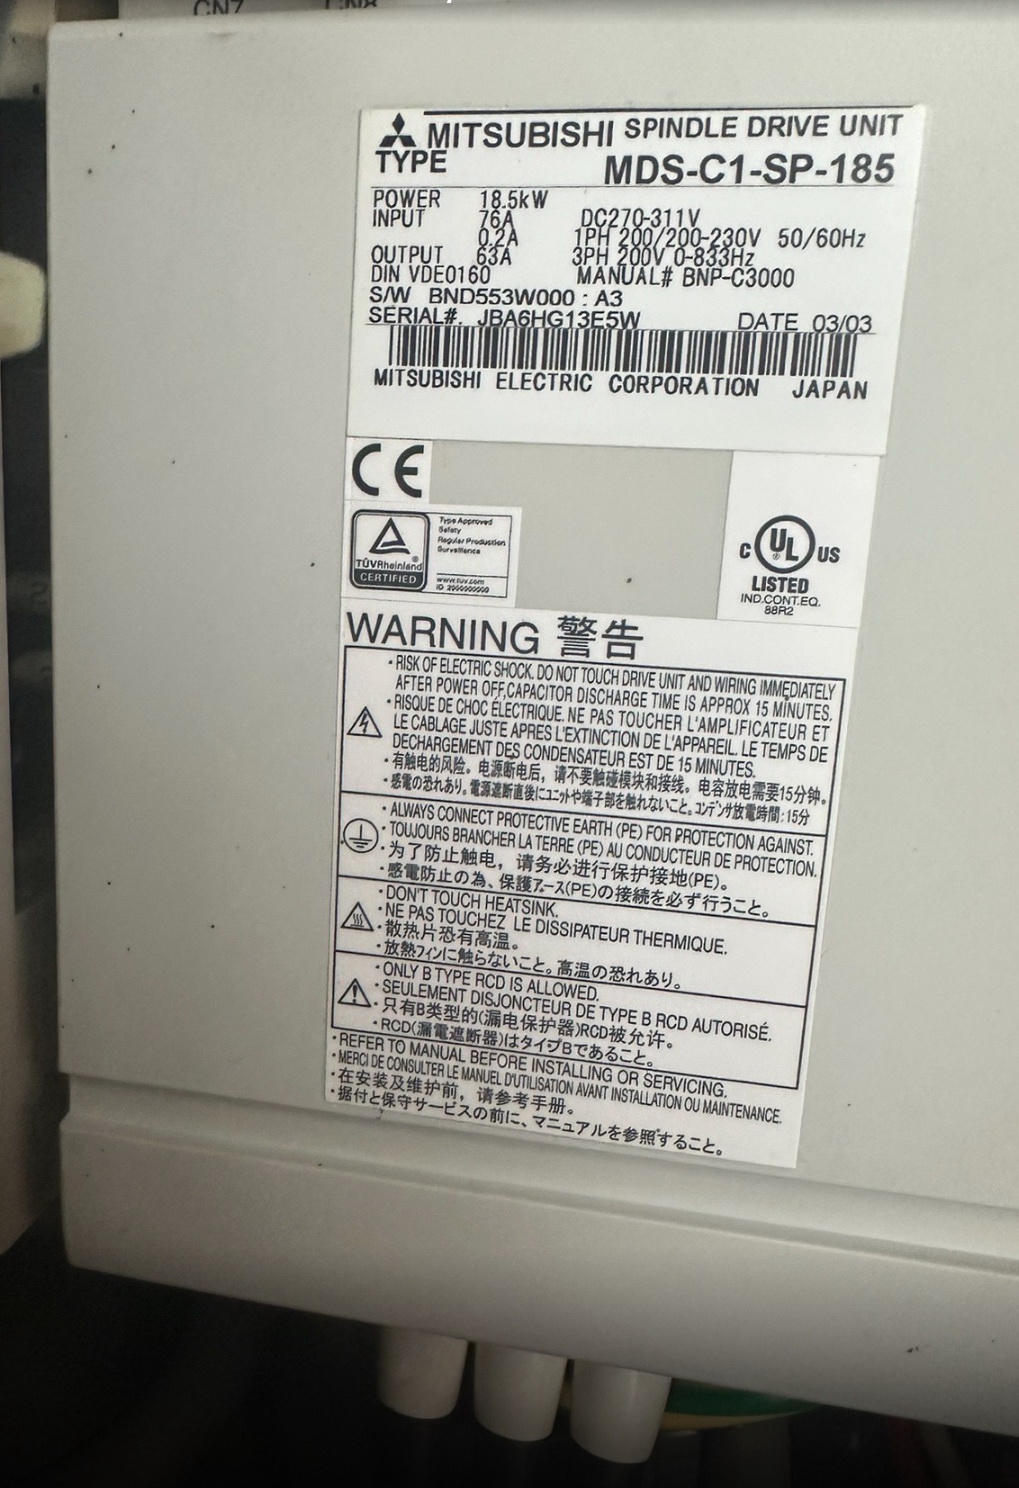 CN7 CN8
MITSUBISHI SPINDLE DRIVE UNIT
TYPE MDS-C1-SP-185
POWER 18.5kW
INPUT 76A DC270-311V
0.2A 1PH 200/200-230V 50/60Hz
OUTPUT 63A 3PH 200V 0-833Hz
DIN VDE0160 MANUAL# BNP-C3000
S/W BND553W000 : A3
SERIAL#. JBA6HG13E5W DATE 03/03
MITSUBISHI ELECTRIC CORPORATION JAPAN
CE
TÜVRheinland®
CERTIFIED
Type Approved
Safety
Regular Production
Surveillance
www.tuv.com
ID 2000000000
C UL US
LISTED
IND.CONT.EQ.
88R2
WARNING 警告
・RISK OF ELECTRIC SHOCK. DO NOT TOUCH DRIVE UNIT AND WIRING IMMEDIATELY
AFTER POWER OFF,CAPACITOR DISCHARGE TIME IS APPROX 15 MINUTES.
・RISQUE DE CHOC ÉLECTRIQUE. NE PAS TOUCHER L'AMPLIFICATEUR ET
LE CABLAGE JUSTE APRES L'EXTINCTION DE L'APPAREIL. LE TEMPS DE
DECHARGEMENT DES CONDENSATEUR EST DE 15 MINUTES.
・有触电的风险。电源断电后，请不要触碰模块和接线。电容放电需要15分钟。
・感電の恐れあり。電源遮断直後にユニットや端子部を触れないこと。コンデンサ放電時間：15分
・ALWAYS CONNECT PROTECTIVE EARTH (PE) FOR PROTECTION AGAINST.
・TOUJOURS BRANCHER LA TERRE (PE) AU CONDUCTEUR DE PROTECTION.
・为了防止触电，请务必进行保护接地(PE)。
・感電防止の為、保護アース(PE)の接続を必ず行うこと。
・DON'T TOUCH HEATSINK.
・NE PAS TOUCHEZ LE DISSIPATEUR THERMIQUE.
・散热片恐有高温。
・放熱フィンに触らないこと。高温の恐れあり。
・ONLY B TYPE RCD IS ALLOWED.
・SEULEMENT DISJONCTEUR DE TYPE B RCD AUTORISÉ.
・只有B类型的(漏电保护器)RCD被允许。
・RCD(漏電遮断器)はタイプBであること。
・REFER TO MANUAL BEFORE INSTALLING OR SERVICING.
・MERCI DE CONSULTER LE MANUEL D'UTILISATION AVANT INSTALLATION OU MAINTENANCE.
・在安装及维护前，请参考手册。
・据付と保守サービスの前に、マニュアルを参照すること。